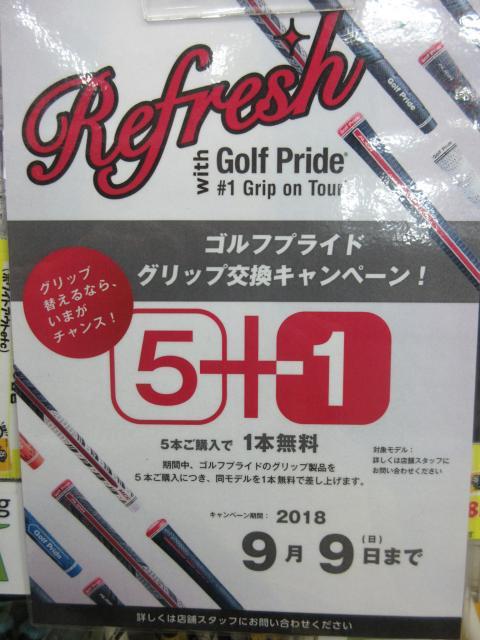 Refresh
with Golf Pride®
#1 Grip on Tour
ゴルフプライド
グリップ交換キャンペーン！
グリップ
替えるなら、
いまが
チャンス！
5+1
5本ご購入で 1本無料
期間中、ゴルフプライドのグリップ製品を
5本ご購入につき、同モデルを1本無料で差し上げます。
対象モデル：
詳しくは店舗スタッフに
お問い合わせください
キャンペーン期間： 2018
9月9日(日)まで
詳しくは店舗スタッフにお問い合わせください
Golf Pride
Golf Pride